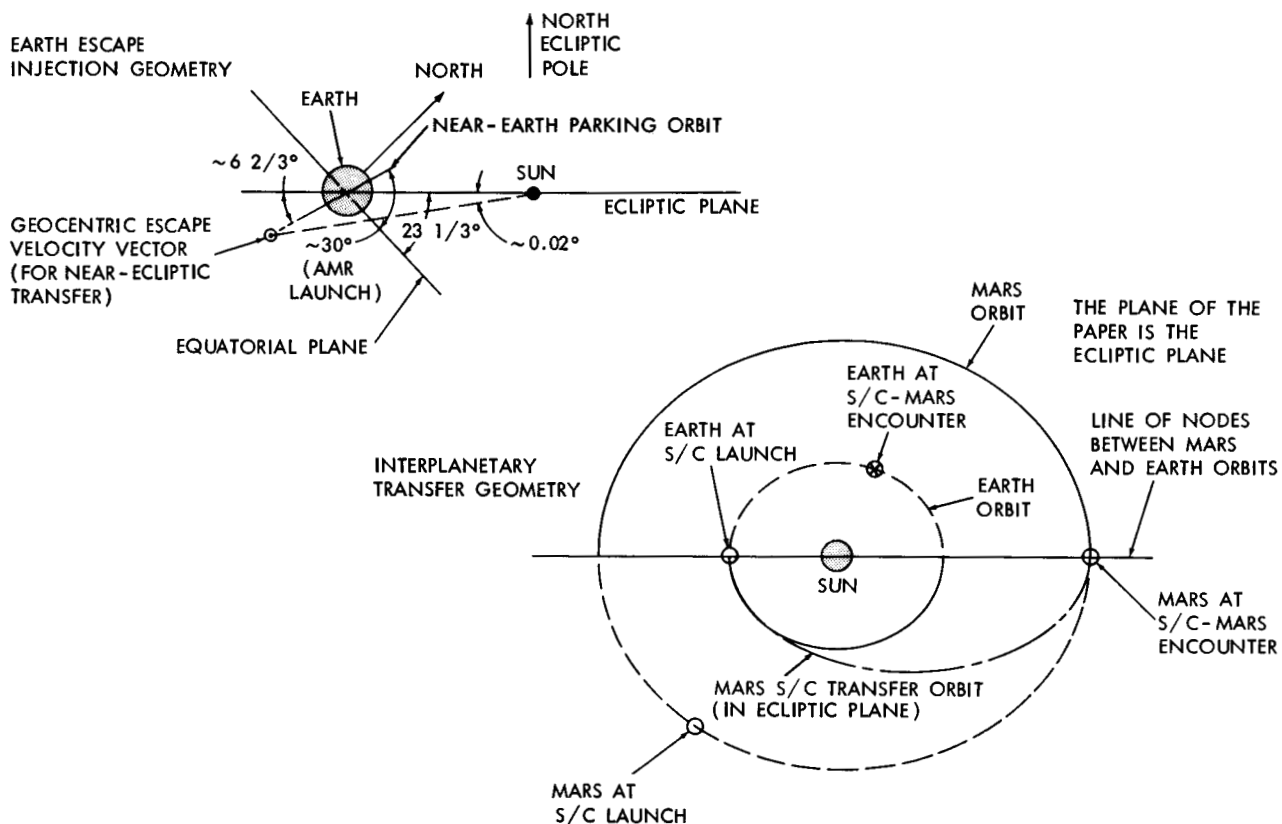 EARTH ESCAPE
INJECTION GEOMETRY
NORTH
ECLIPTIC
POLE
NORTH
EARTH
NEAR-EARTH PARKING ORBIT
~6 2/3°
SUN
ECLIPTIC PLANE
GEOCENTRIC ESCAPE
VELOCITY VECTOR
(FOR NEAR-ECLIPTIC
TRANSFER)
~30°
(AMR
LAUNCH)
23 1/3°
~0.02°
EQUATORIAL PLANE
MARS
ORBIT
THE PLANE OF THE
PAPER IS THE
ECLIPTIC PLANE
EARTH AT
S/C-MARS
ENCOUNTER
EARTH AT
S/C LAUNCH
LINE OF NODES
BETWEEN MARS
AND EARTH ORBITS
INTERPLANETARY
TRANSFER GEOMETRY
EARTH
ORBIT
SUN
MARS AT
S/C-MARS
ENCOUNTER
MARS S/C TRANSFER ORBIT
(IN ECLIPTIC PLANE)
MARS AT
S/C LAUNCH